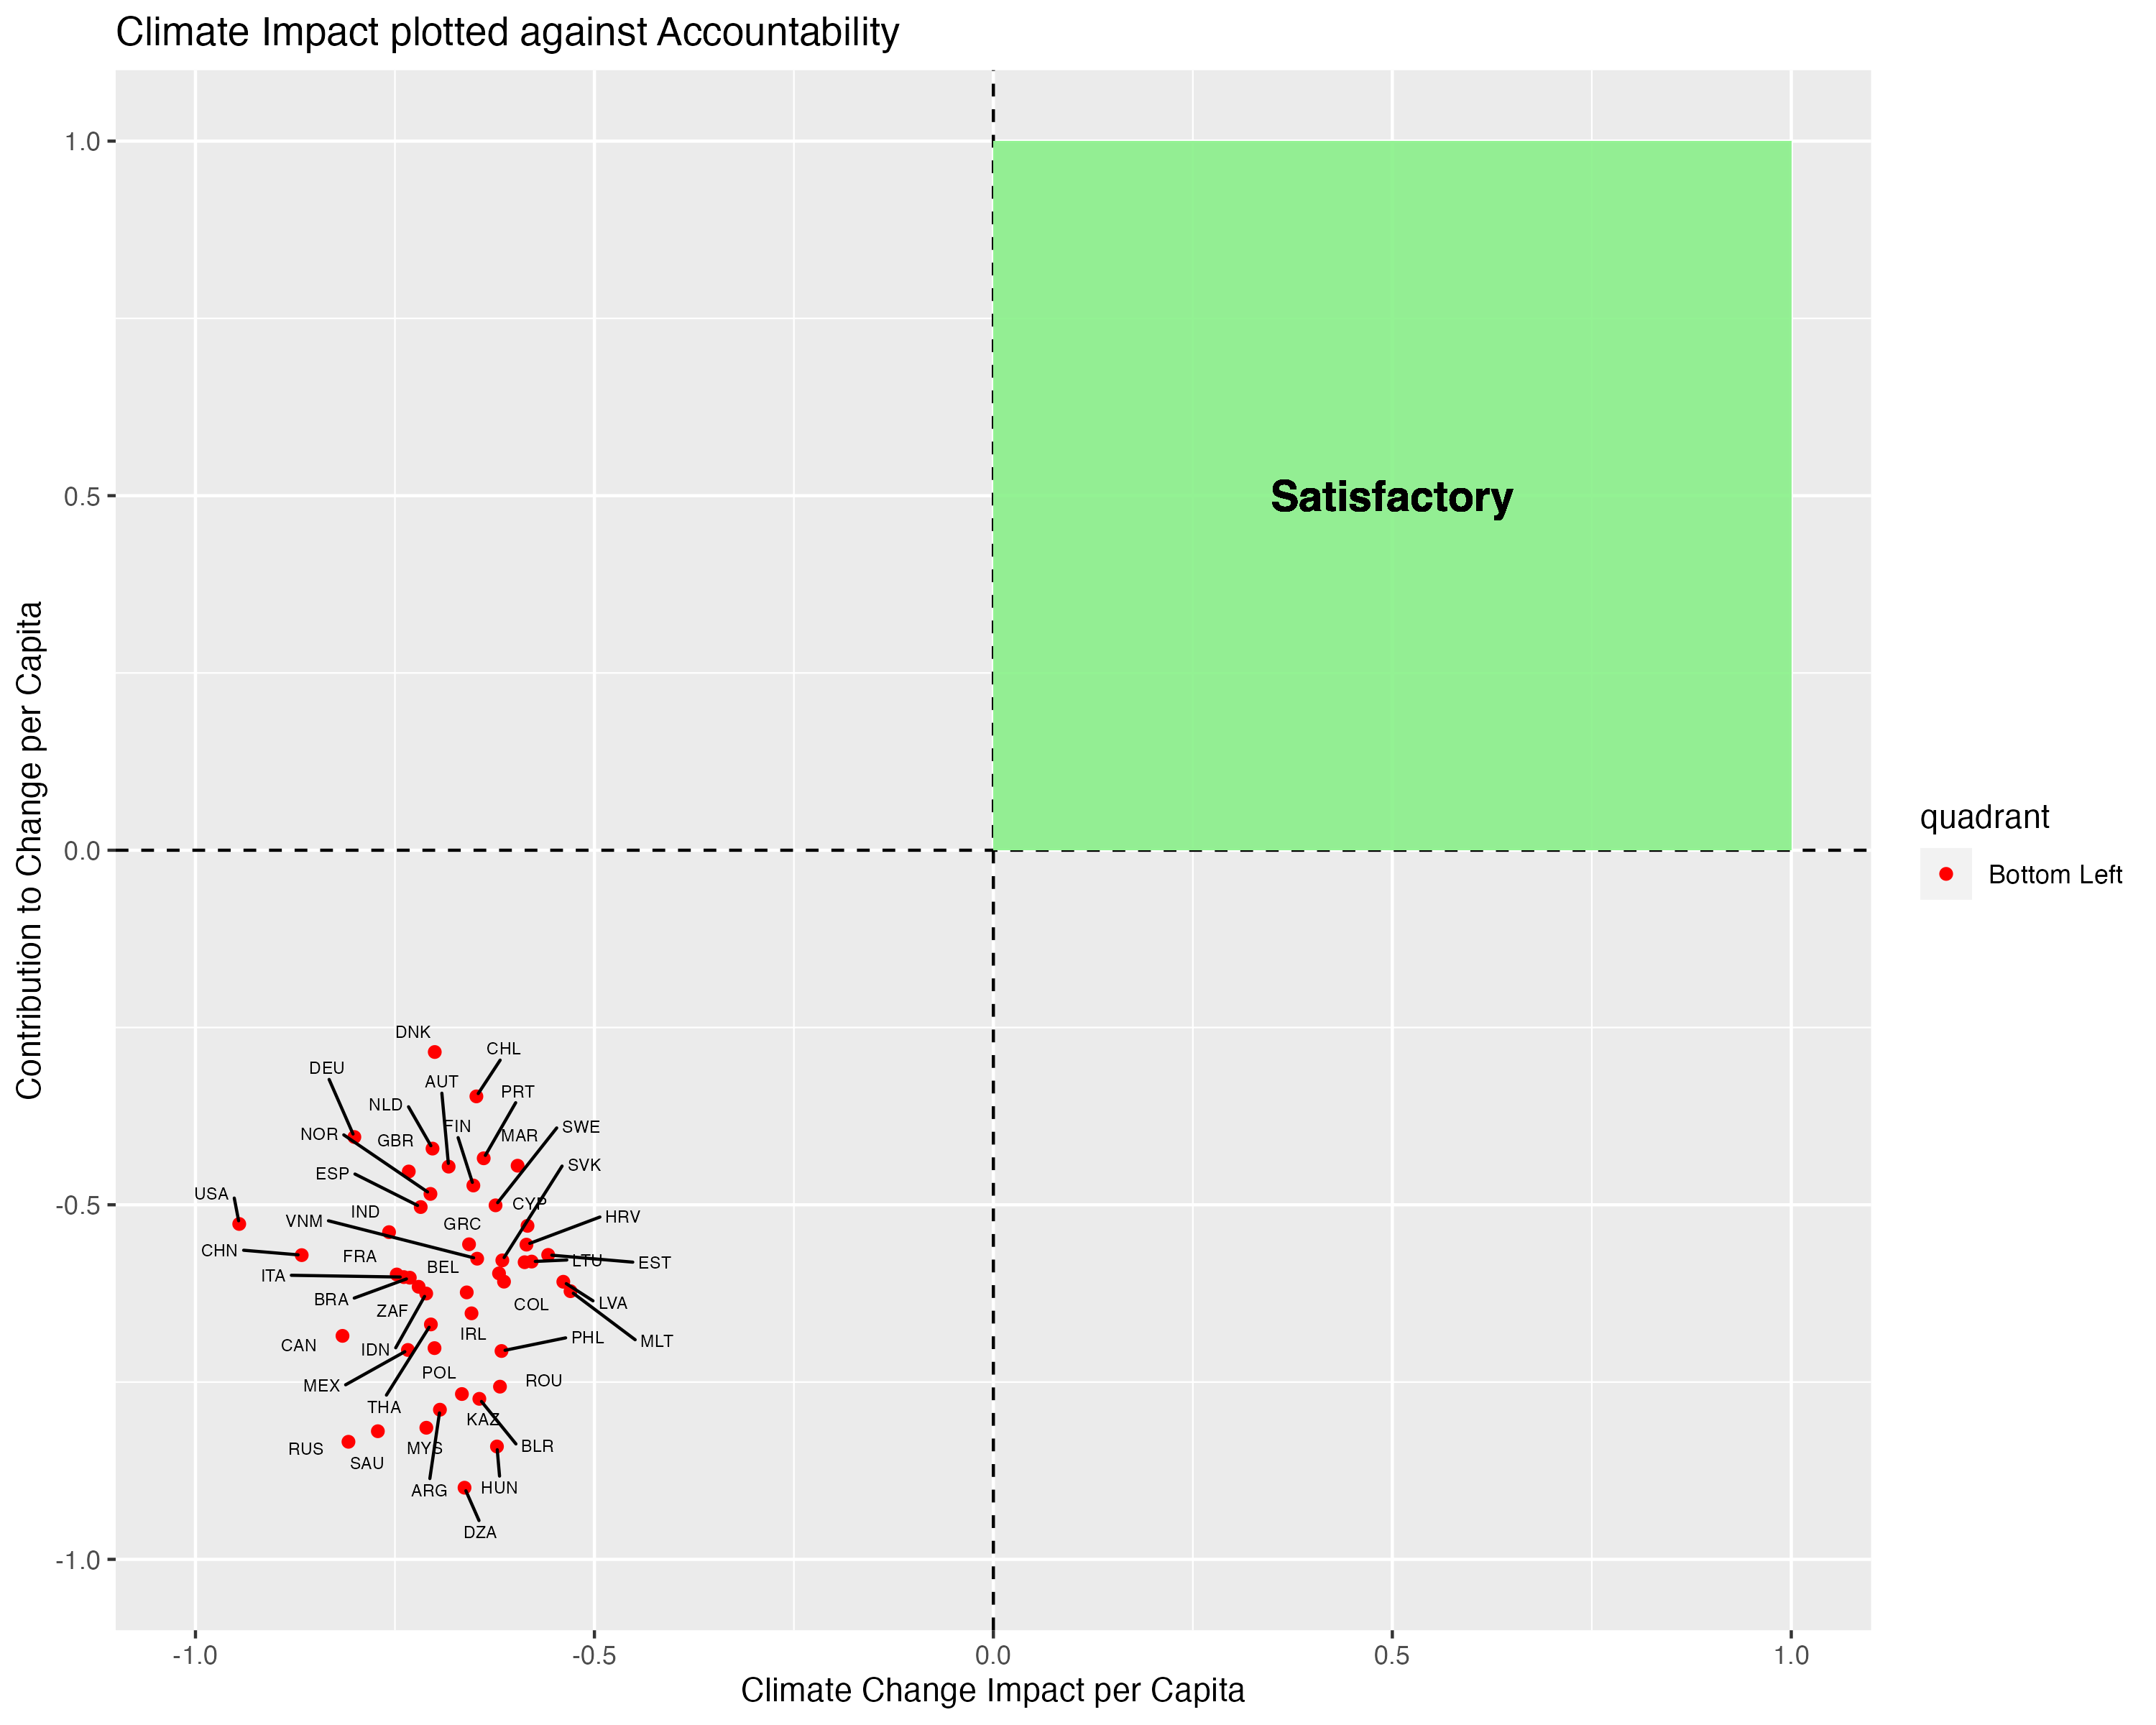 Climate Impact plotted against Accountability
1.0
0.5
0.0
-0.5
-1.0
Contribution to Change per Capita
Satisfactory
quadrant
Bottom Left
DNK
CHL
DEU
AUT
PRT
NLD
FIN
SWE
NOR
GBR
MAR
SVK
ESP
USA
CYP
IND
HRV
VNM
GRC
CHN
FRA
LTU
EST
BEL
ITA
BRA
COL
LVA
ZAF
IRL
PHL
MLT
CAN
IDN
POL
ROU
MEX
THA
KAZ
BLR
RUS
MYS
SAU
HUN
ARG
DZA
-1.0 -0.5 0.0 0.5 1.0
Climate Change Impact per Capita